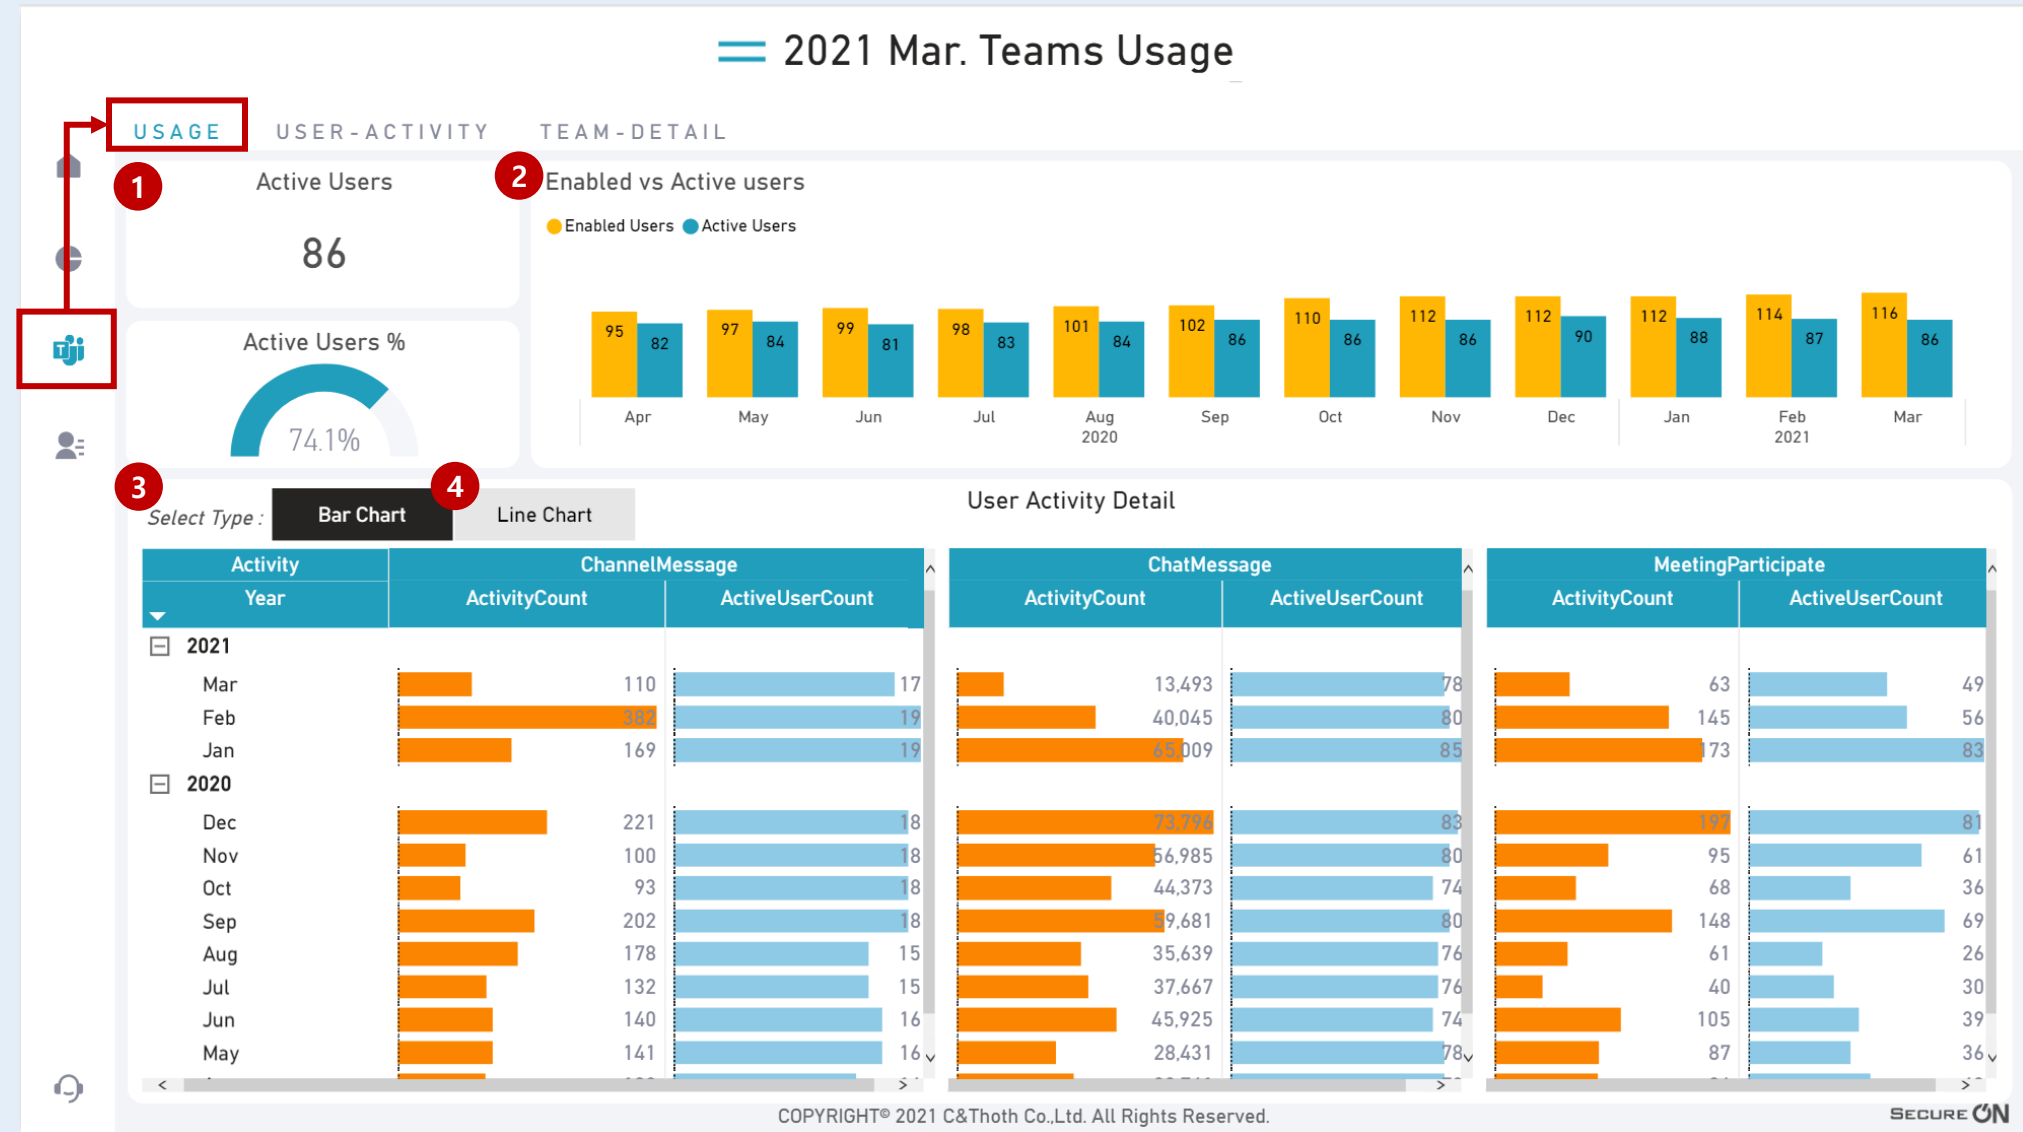 2021 Mar. Teams Usage
USAGE USER-ACTIVITY TEAM-DETAIL
1
Active Users
86
Active Users %
74.1%
2
Enabled vs Active users
Enabled Users Active Users
95 82 97 84 99 81 98 83 101 84 102 86 110 86 112 86 112 90 112 88 114 87 116 86
Apr May Jun Jul Aug Sep Oct Nov Dec Jan Feb Mar
2020 2021
3
4
Select Type : Bar Chart Line Chart
User Activity Detail
Activity ChannelMessage ChatMessage MeetingParticipate
Year ActivityCount ActiveUserCount ActivityCount ActiveUserCount ActivityCount ActiveUserCount
2021
Mar 110 17 13,493 78 63 49
Feb 382 19 40,045 80 145 56
Jan 169 19 65,009 85 173 83
2020
Dec 221 18 73,796 83 197 81
Nov 100 18 56,985 80 95 61
Oct 93 18 44,373 74 68 36
Sep 202 18 59,681 80 148 69
Aug 178 15 35,639 76 61 26
Jul 132 15 37,667 76 40 30
Jun 140 16 45,925 74 105 39
May 141 16 28,431 78 87 36
COPYRIGHT© 2021 C&Thoth Co.,Ltd. All Rights Reserved.
SECURE ON